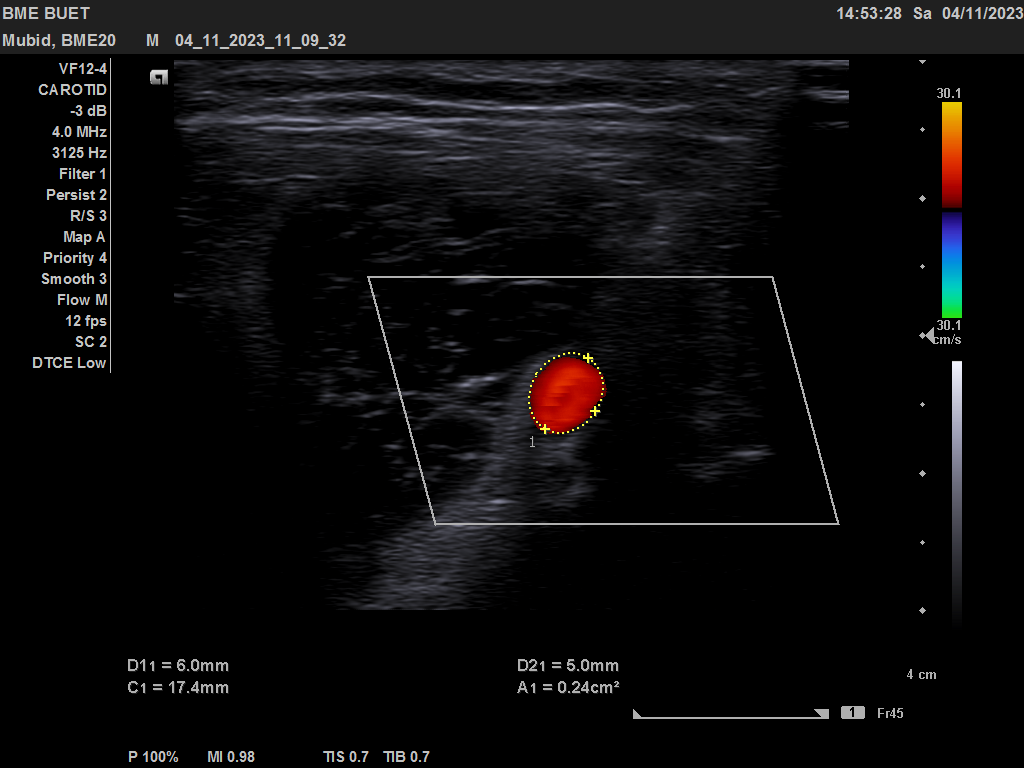 BME BUET 14:53:28 Sa 04/11/2023
Mubid, BME20 M 04_11_2023_11_09_32
VF12-4
CAROTID
-3 dB
4.0 MHz
3125 Hz
Filter 1
Persist 2
R/S 3
Map A
Priority 4
Smooth 3
Flow M
12 fps
SC 2
DTCE Low
30.1
30.1
cm/s
1
D11 = 6.0mm D21 = 5.0mm
C1 = 17.4mm A1 = 0.24cm²
4 cm
1 Fr45
P 100% MI 0.98 TIS 0.7 TIB 0.7